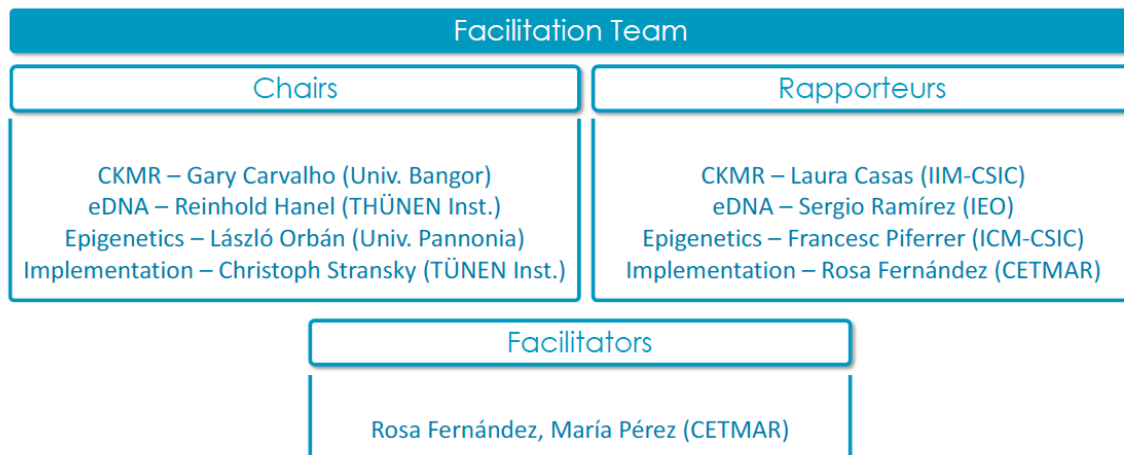 Facilitation Team
Chairs
CKMR – Gary Carvalho (Univ. Bangor)
eDNA – Reinhold Hanel (THÜNEN Inst.)
Epigenetics – László Orbán (Univ. Pannonia)
Implementation – Christoph Stransky (TÜNEN Inst.)
Rapporteurs
CKMR – Laura Casas (IIM-CSIC)
eDNA – Sergio Ramírez (IEO)
Epigenetics – Francesc Piferrer (ICM-CSIC)
Implementation – Rosa Fernández (CETMAR)
Facilitators
Rosa Fernández, María Pérez (CETMAR)